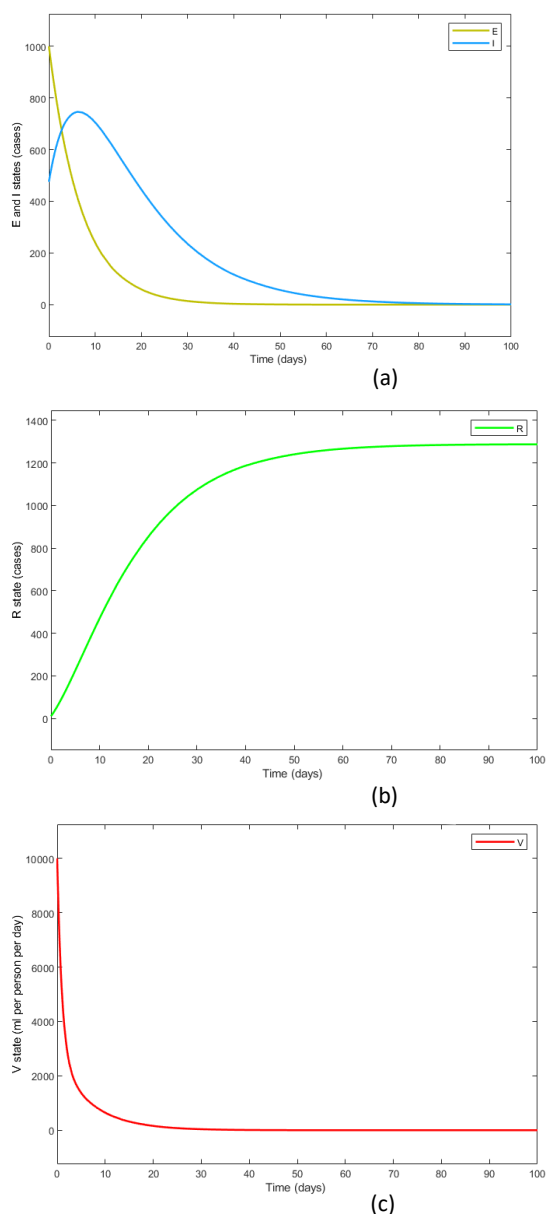 E
I
1000
800
600
400
200
0
E and I states (cases)
0 10 20 30 40 50 60 70 80 90 100
Time (days)
(a)
R
1400
1200
1000
800
600
400
200
0
R state (cases)
0 10 20 30 40 50 60 70 80 90 100
Time (days)
(b)
V
10000
8000
6000
4000
2000
0
V state (ml per person per day)
0 10 20 30 40 50 60 70 80 90 100
Time (days)
(c)